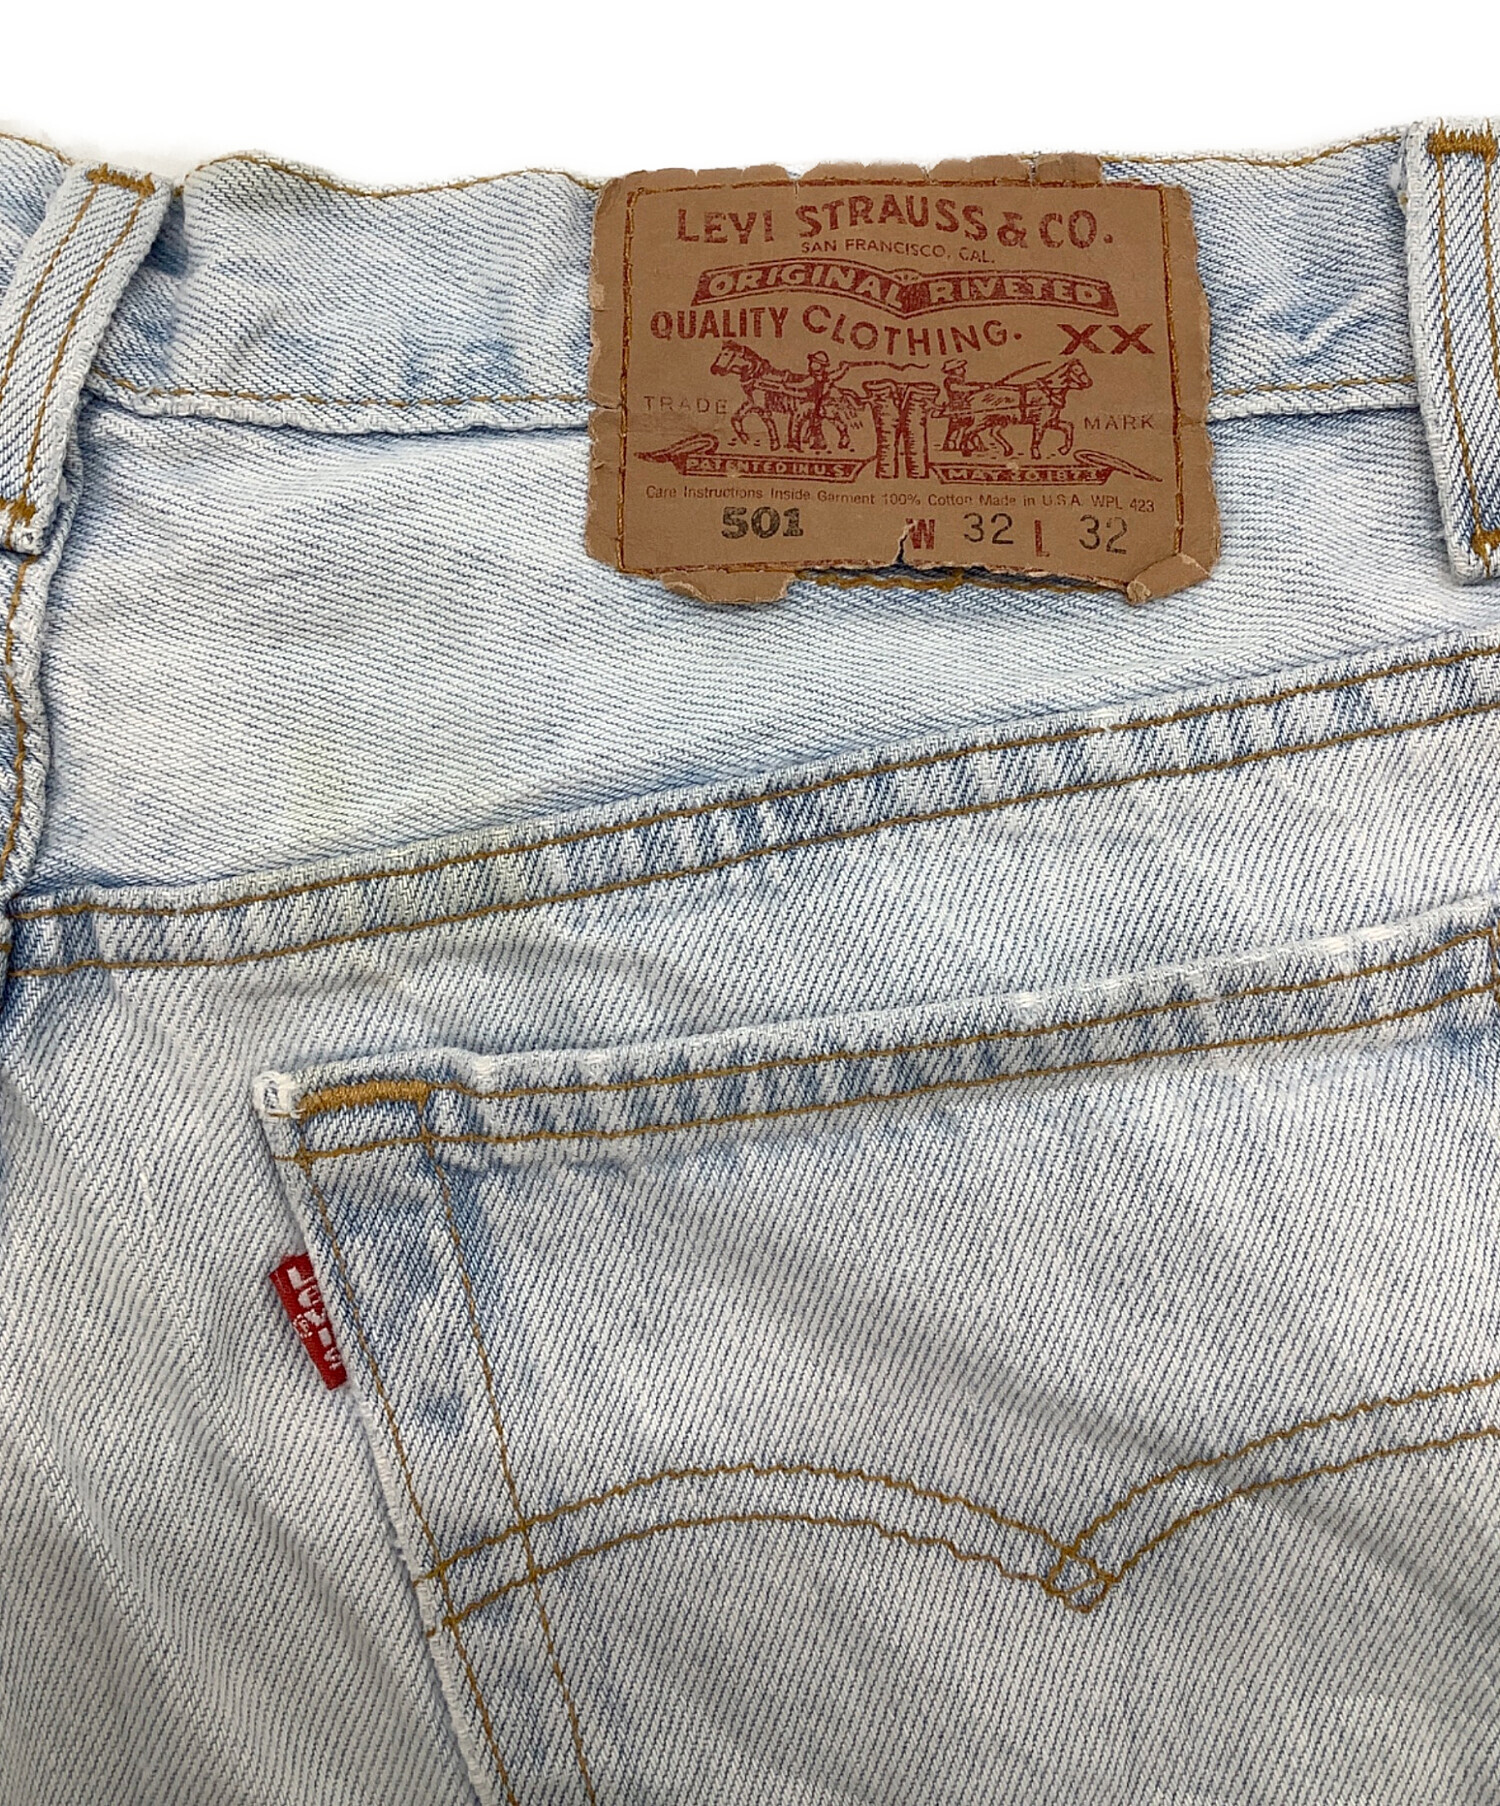 LEVI STRAUSS & CO.
SAN FRANCISCO, CAL.
ORIGINAL RIVETED
QUALITY CLOTHING. XX
TRADE MARK
PATENTED IN U.S. MAY 20 1873
Care Instructions Inside Garment 100% Cotton Made in U.S.A. WPL 423
501 W 32 L 32
LEVI'S
®